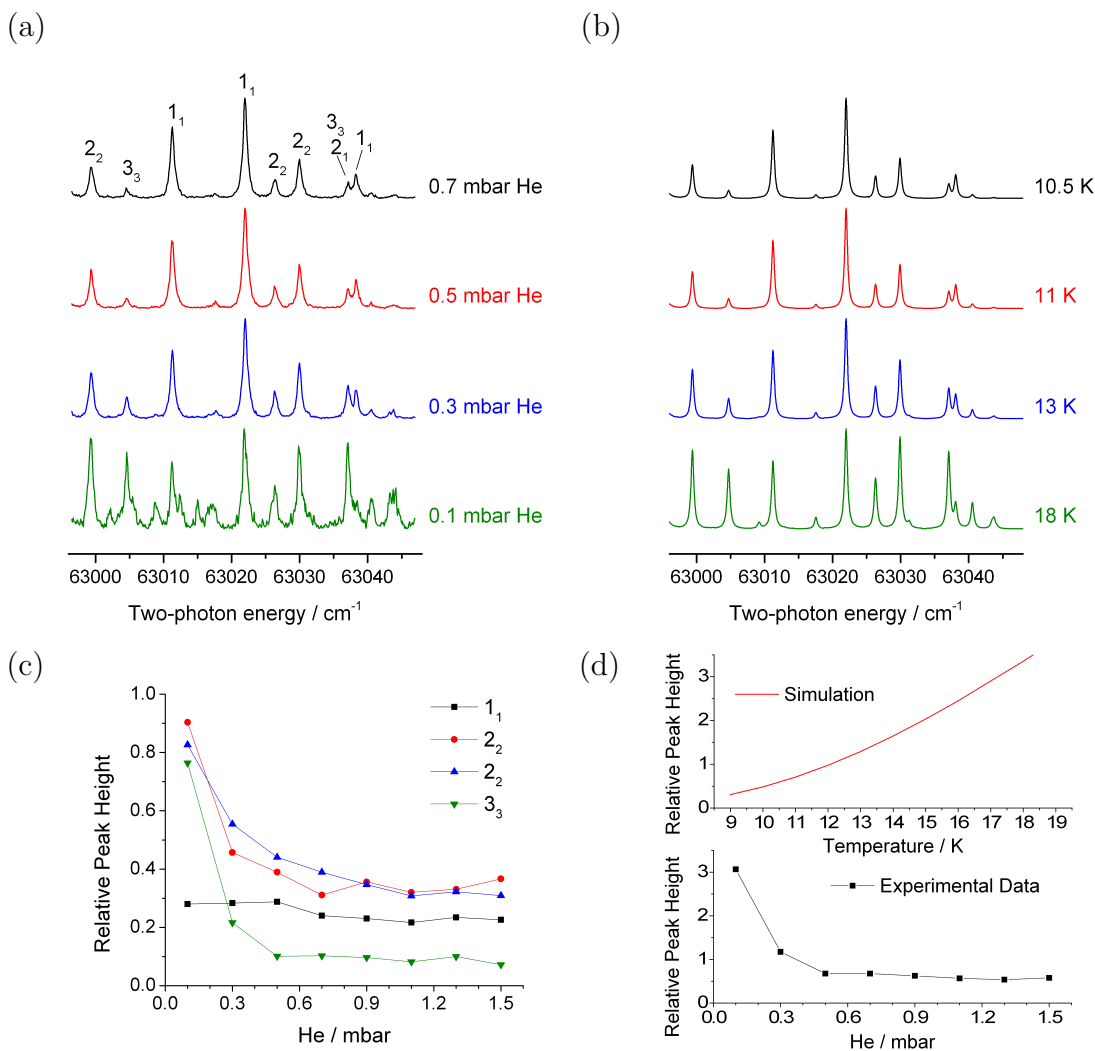 (a)
2₂
3₃
1₁
1₁
2₂
2₂
3₃
2₁
1₁
0.7 mbar He
0.5 mbar He
0.3 mbar He
0.1 mbar He
63000 63010 63020 63030 63040
Two-photon energy / cm⁻¹
(b)
10.5 K
11 K
13 K
18 K
63000 63010 63020 63030 63040
Two-photon energy / cm⁻¹
(c)
1.0
0.8
0.6
0.4
0.2
0.0
Relative Peak Height
1₁
2₂
2₂
3₃
0.0 0.3 0.6 0.9 1.2 1.5
He / mbar
(d)
Relative Peak Height
3
2
1
0
Simulation
9 10 11 12 13 14 15 16 17 18 19
Temperature / K
Relative Peak Height
3
2
1
0
Experimental Data
0.0 0.3 0.6 0.9 1.2 1.5
He / mbar